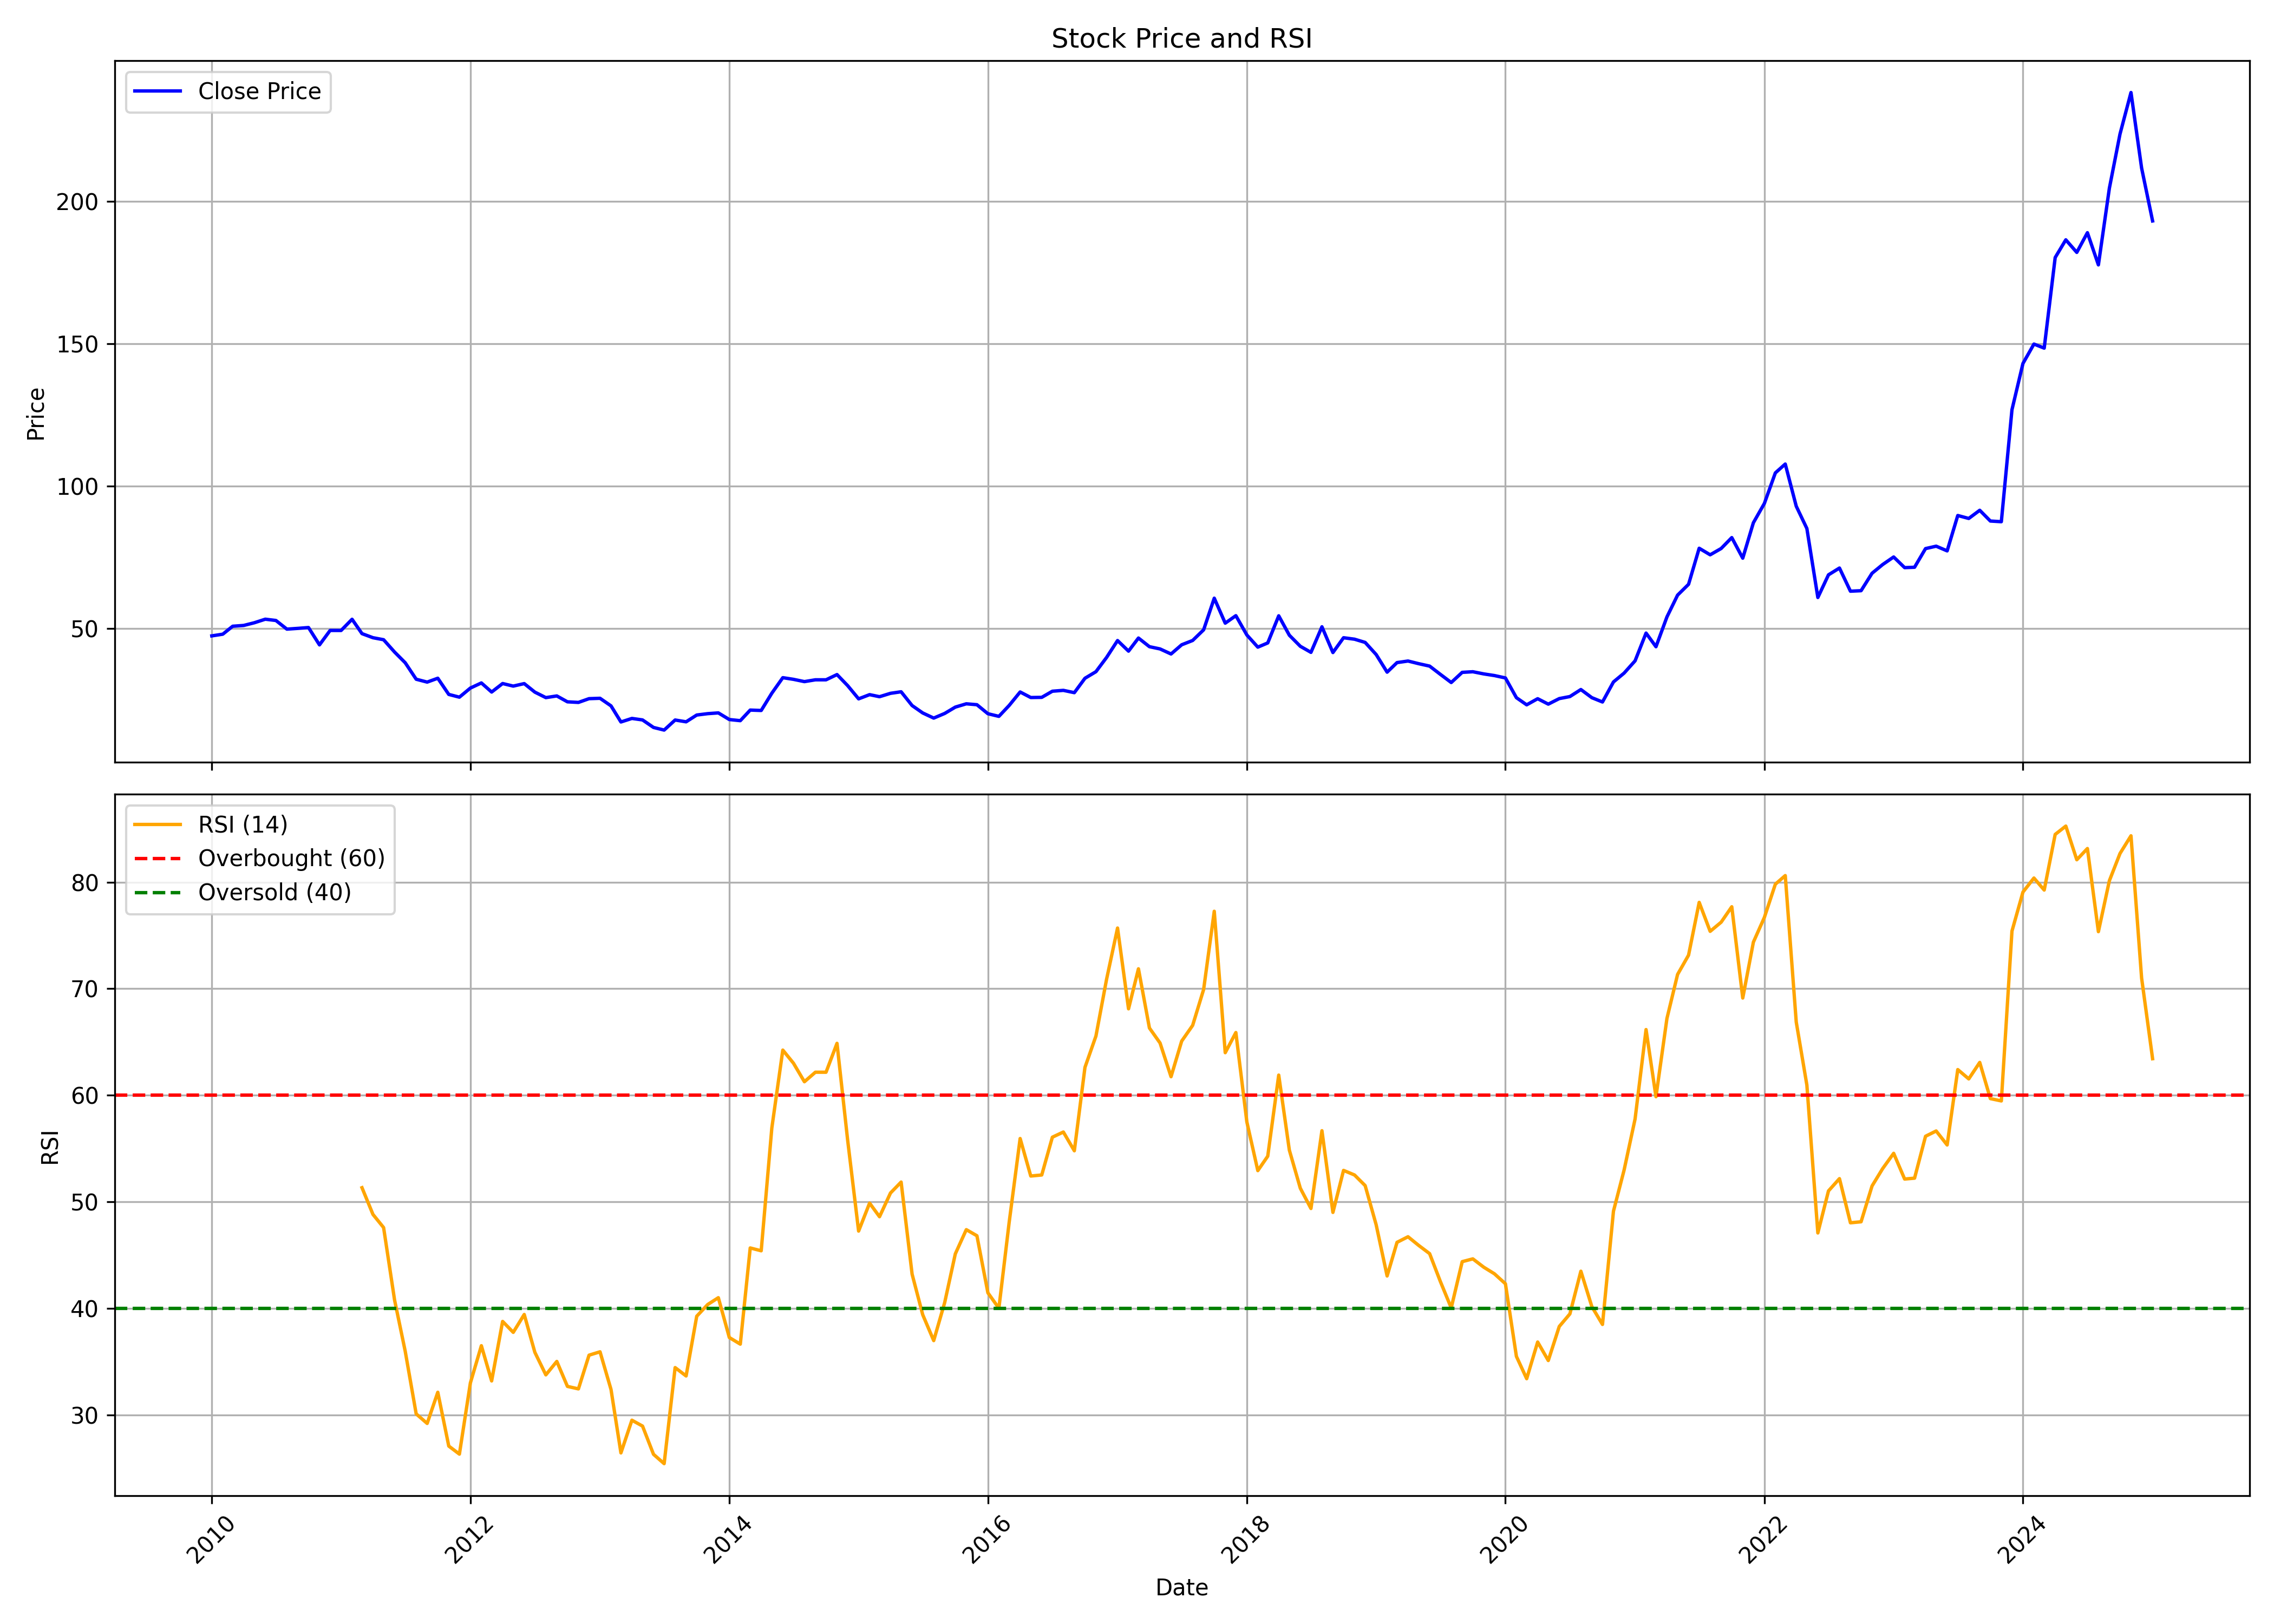 Stock Price and RSI
Close Price
200
150
100
50
Price
RSI (14)
Overbought (60)
Oversold (40)
80
70
60
50
40
30
RSI
2010
2012
2014
2016
2018
2020
2022
2024
Date